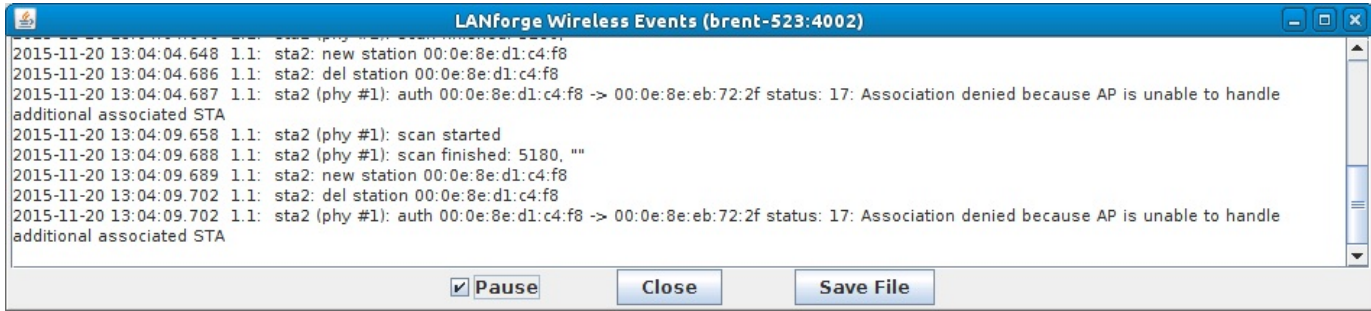 LANforge Wireless Events (brent-523:4002)
2015-11-20 13:04:04.648 1.1: sta2: new station 00:0e:8e:d1:c4:f8
2015-11-20 13:04:04.686 1.1: sta2: del station 00:0e:8e:d1:c4:f8
2015-11-20 13:04:04.687 1.1: sta2 (phy #1): auth 00:0e:8e:d1:c4:f8 -> 00:0e:8e:eb:72:2f status: 17: Association denied because AP is unable to handle
additional associated STA
2015-11-20 13:04:09.658 1.1: sta2 (phy #1): scan started
2015-11-20 13:04:09.688 1.1: sta2 (phy #1): scan finished: 5180, ""
2015-11-20 13:04:09.689 1.1: sta2: new station 00:0e:8e:d1:c4:f8
2015-11-20 13:04:09.702 1.1: sta2: del station 00:0e:8e:d1:c4:f8
2015-11-20 13:04:09.702 1.1: sta2 (phy #1): auth 00:0e:8e:d1:c4:f8 -> 00:0e:8e:eb:72:2f status: 17: Association denied because AP is unable to handle
additional associated STA
Pause Close Save File